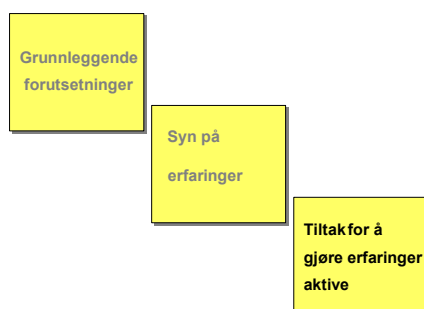 Grunnleggende
forutsetninger
Syn på
erfaringer
Tiltak for å
gjøre erfaringer
aktive